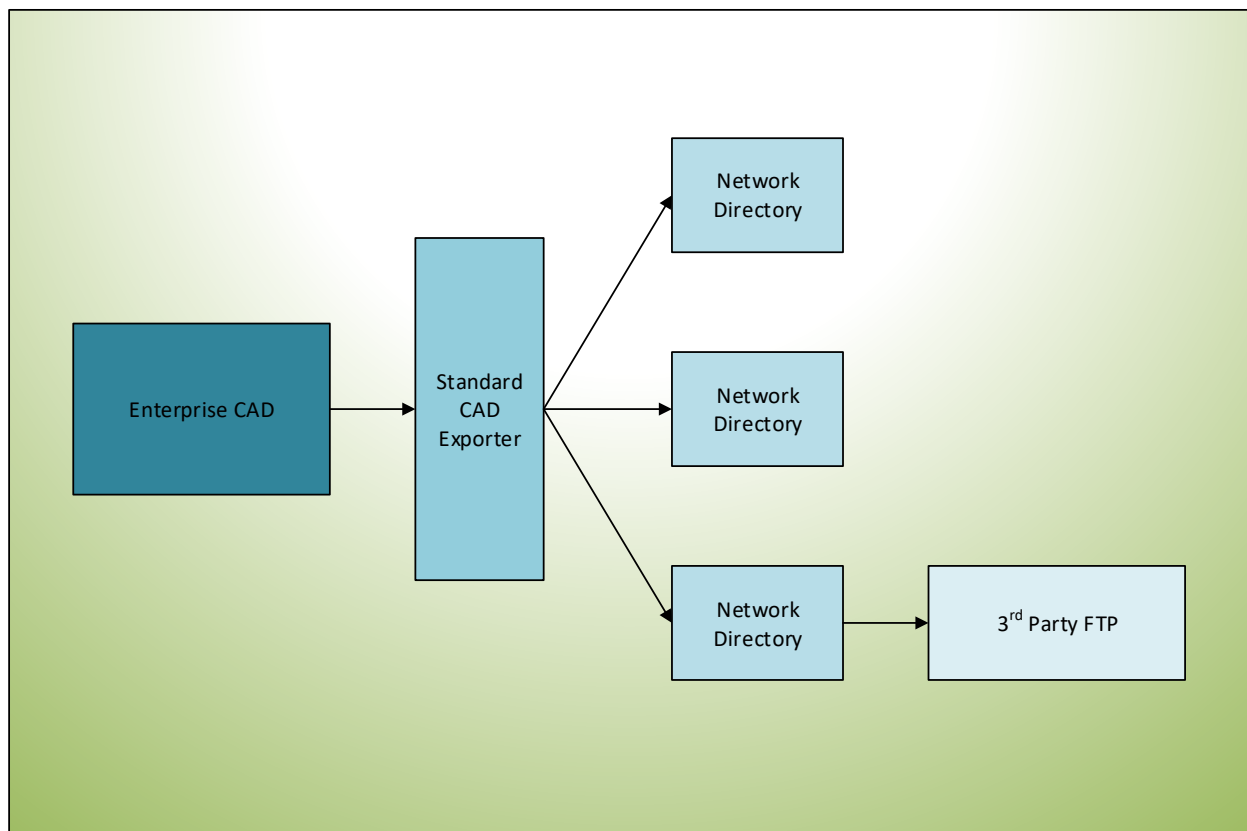 Enterprise CAD
Standard
CAD
Exporter
Network
Directory
Network
Directory
Network
Directory
3rd Party FTP